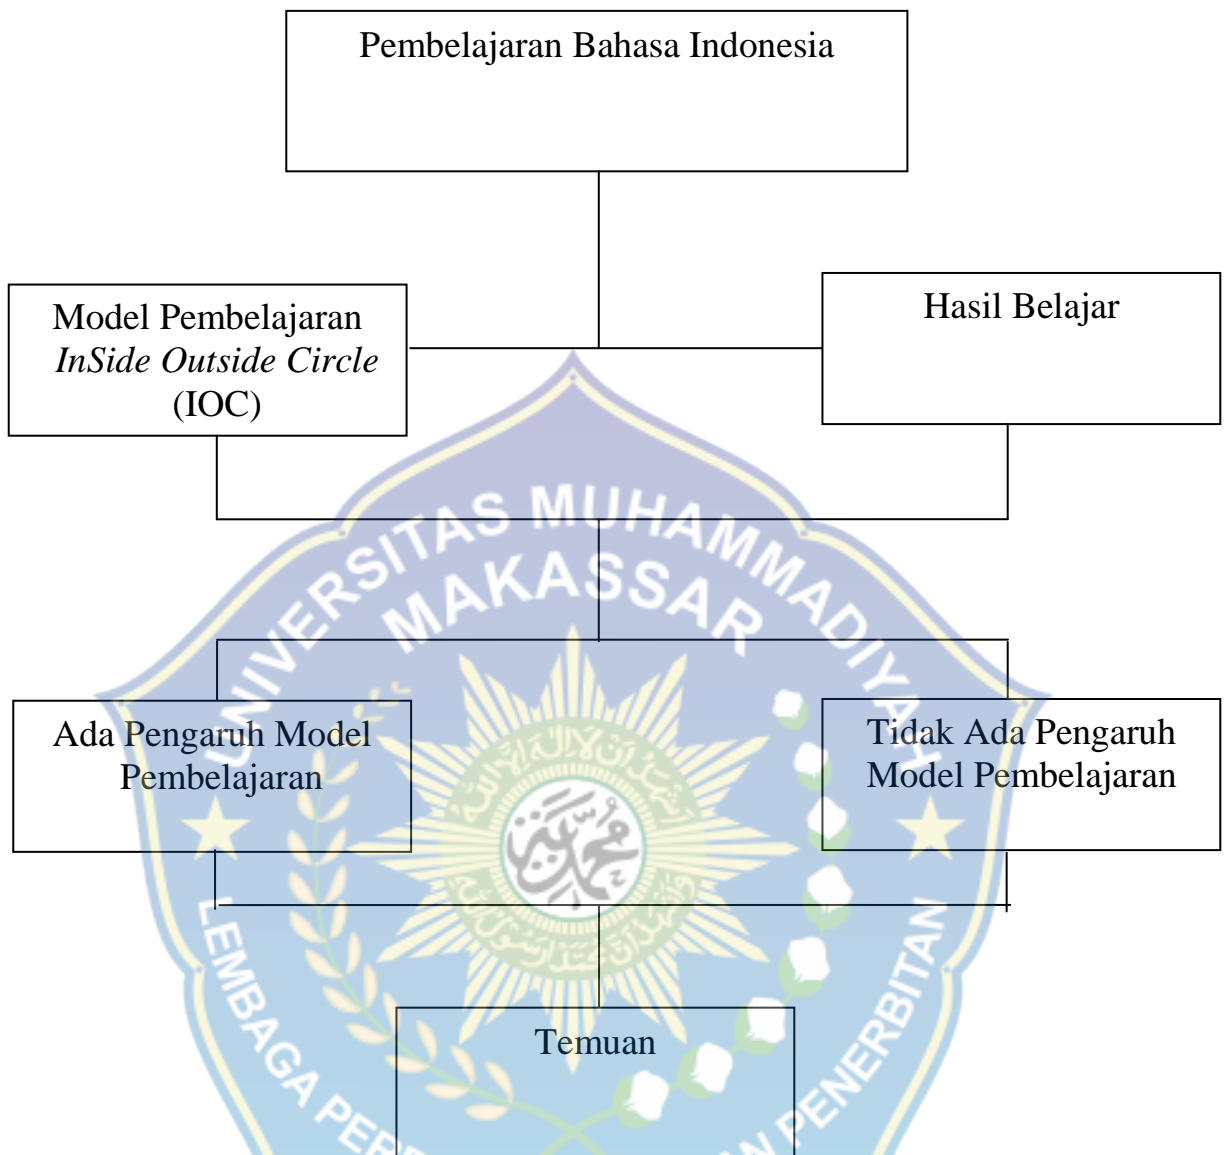 Pembelajaran Bahasa Indonesia
Model Pembelajaran
InSide Outside Circle
(IOC)
Hasil Belajar
UNIVERSITAS MUHAMMADIYAH
MAKASSAR
Ada Pengaruh Model
Pembelajaran
Tidak Ada Pengaruh
Model Pembelajaran
Temuan
LEMBAGA
PENERBITAN